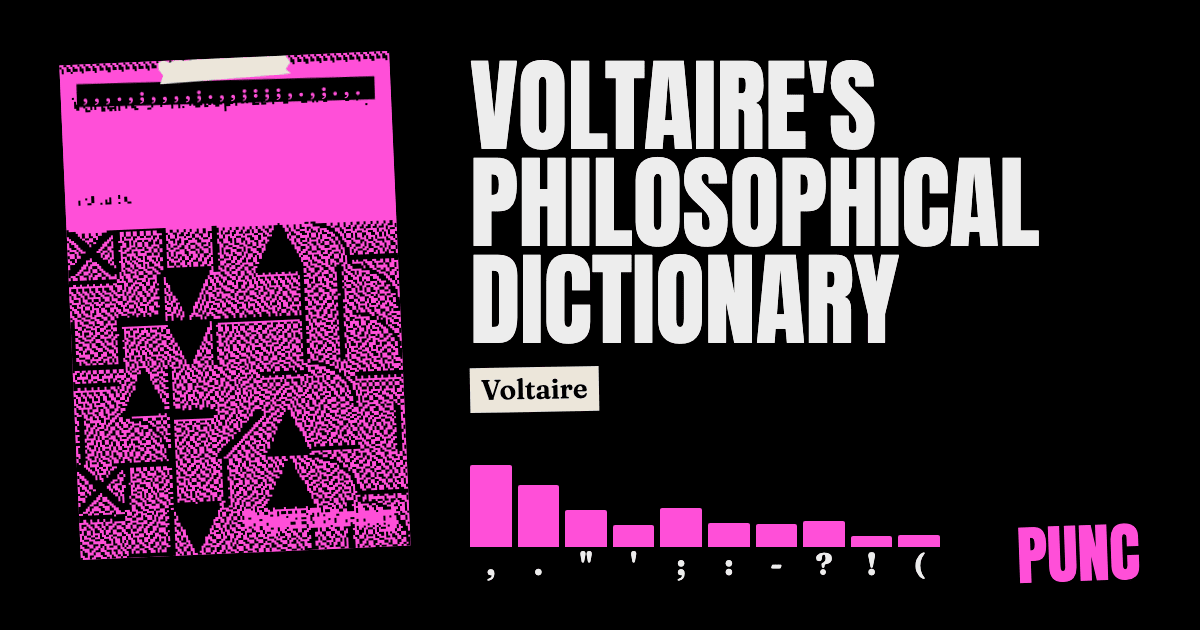 VOLTAIRE'S
PHILOSOPHICAL
DICTIONARY
Voltaire
, . " ' ; : - ? ! (
PUNC